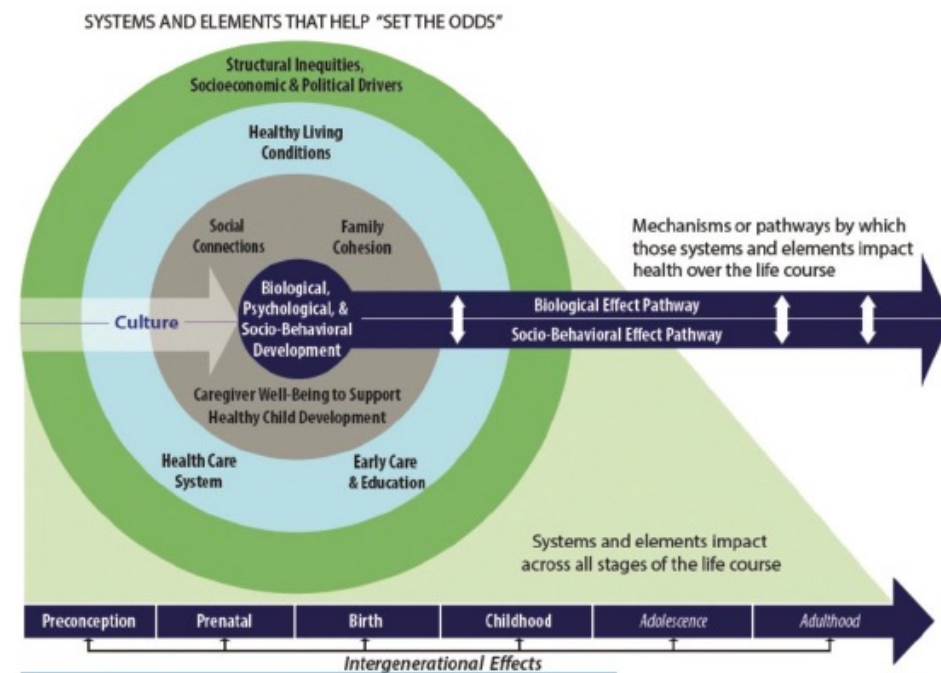 SYSTEMS AND ELEMENTS THAT HELP “SET THE ODDS”
Structural Inequities,
Socioeconomic & Political Drivers
Healthy Living
Conditions
Social
Connections
Family
Cohesion
Mechanisms or pathways by which
those systems and elements impact
health over the life course
Culture
Biological,
Psychological, &
Socio-Behavioral
Development
Biological Effect Pathway
Socio-Behavioral Effect Pathway
Caregiver Well-Being to Support
Healthy Child Development
Health Care
System
Early Care
& Education
Systems and elements impact
across all stages of the life course
Preconception
Prenatal
Birth
Childhood
Adolescence
Adulthood
Intergenerational Effects